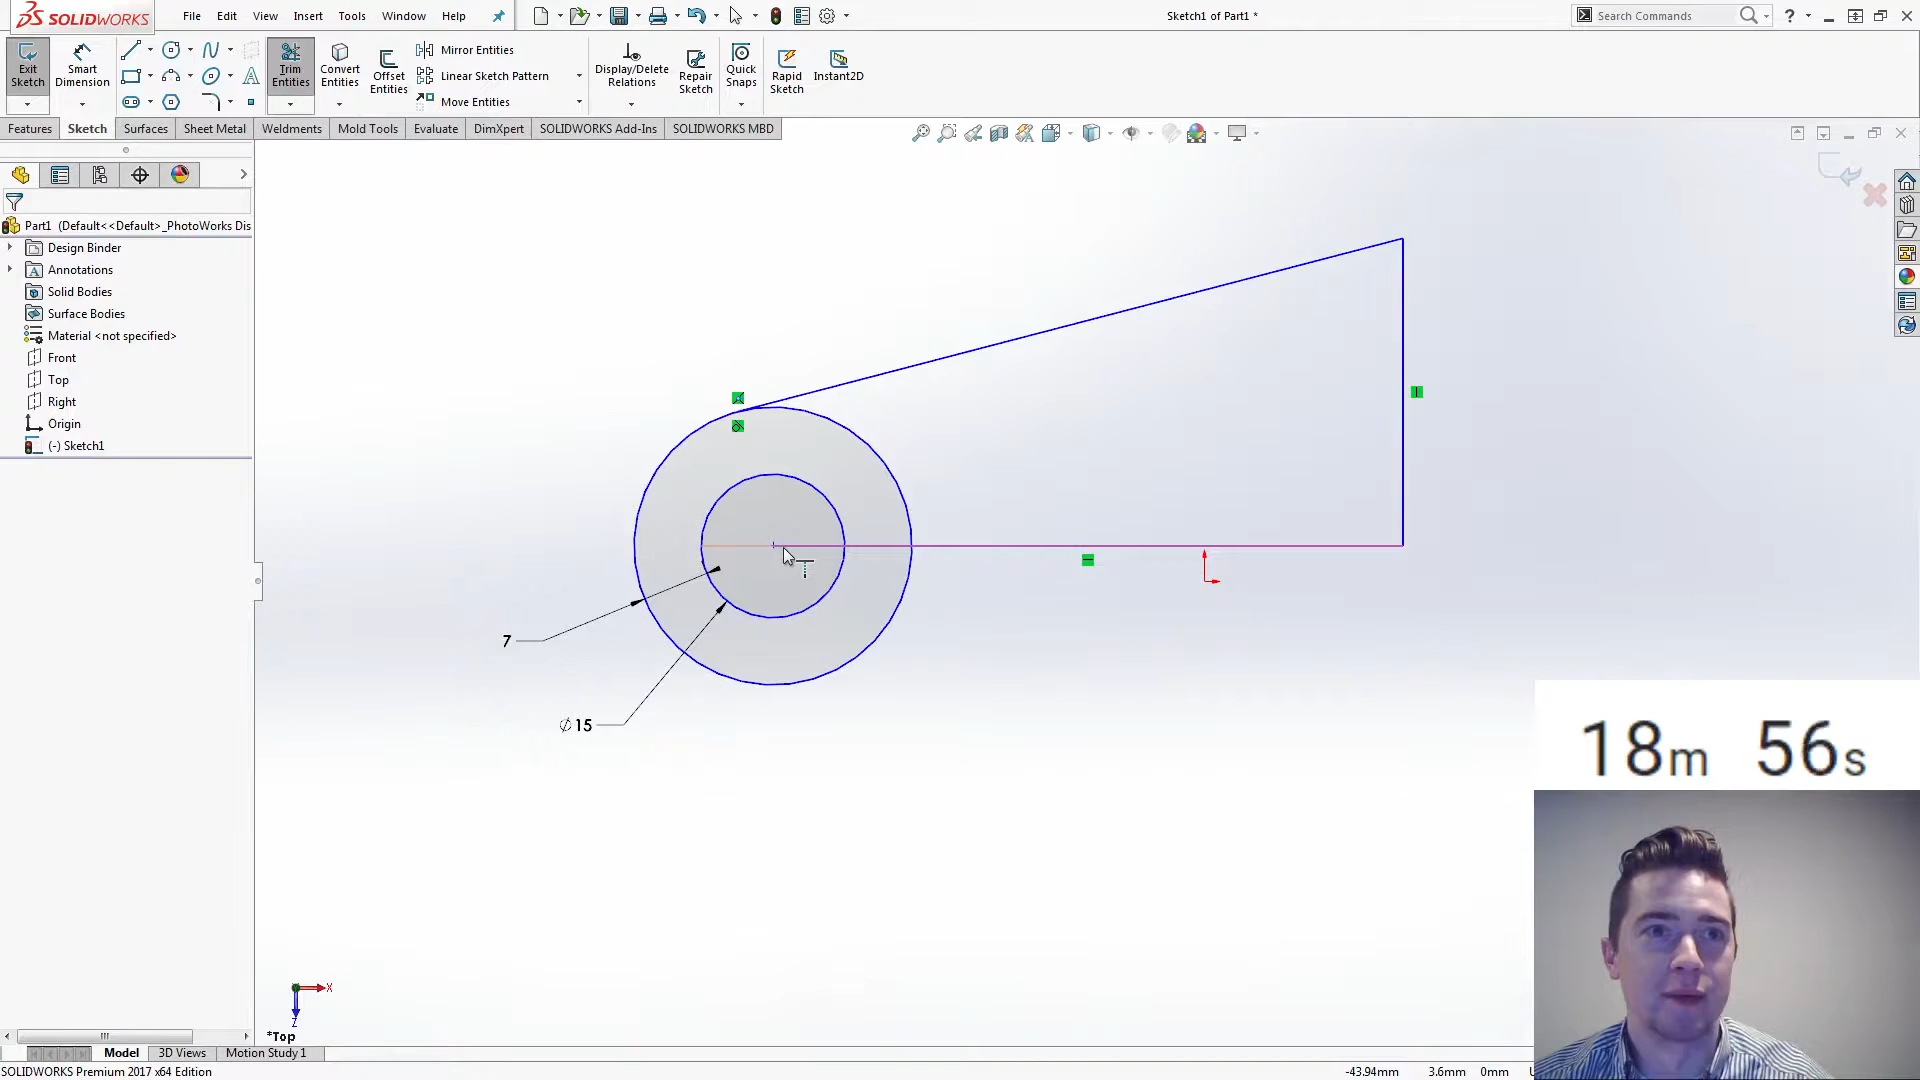 SOLIDWORKS
File Edit View Insert Tools Window Help
Sketch1 of Part1 *
Search Commands
Exit Sketch
Smart Dimension
Trim Entities
Convert Entities
Offset Entities
Mirror Entities
Linear Sketch Pattern
Move Entities
Display/Delete Relations
Repair Sketch
Quick Snaps
Rapid Sketch
Instant2D
Features Sketch Surfaces Sheet Metal Weldments Mold Tools Evaluate DimXpert SOLIDWORKS Add-Ins SOLIDWORKS MBD
Part1 (Default<<Default>_PhotoWorks Dis
Design Binder
Annotations
Solid Bodies
Surface Bodies
Material <not specified>
Front
Top
Right
Origin
(-) Sketch1
7
∅15
18m 56s
X
Z
*Top
Model 3D Views Motion Study 1
SOLIDWORKS Premium 2017 x64 Edition
-43.94mm 3.6mm 0mm